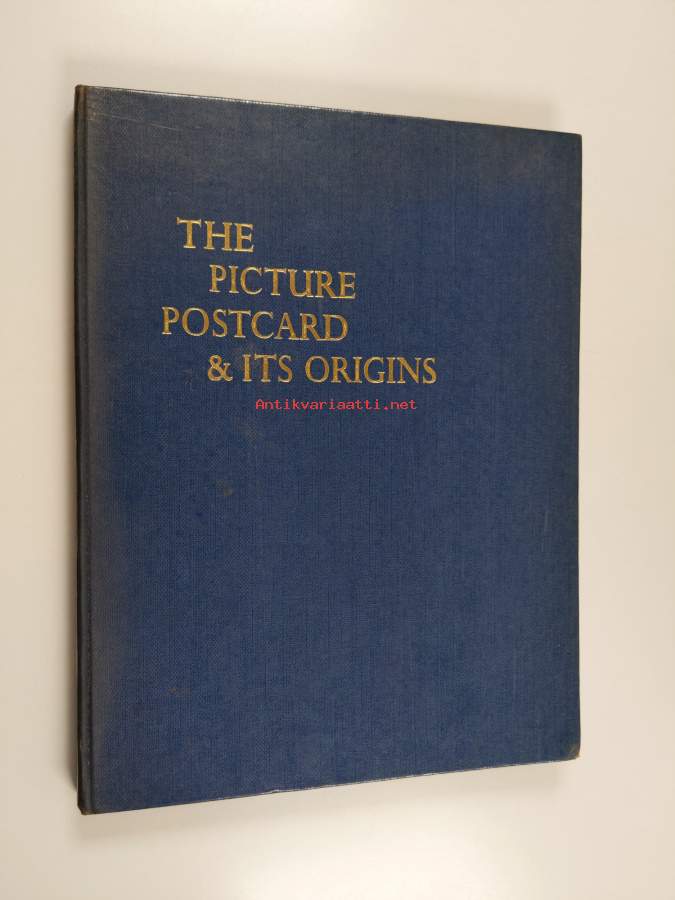 THE
PICTURE
POSTCARD
& ITS ORIGINS
Antikvariaatti.net